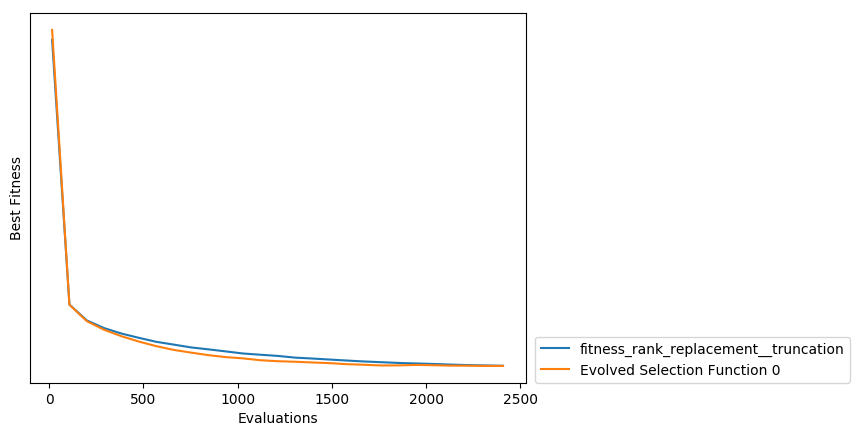 Best Fitness
0
500
1000
1500
2000
2500
Evaluations
fitness_rank_replacement__truncation
Evolved Selection Function 0